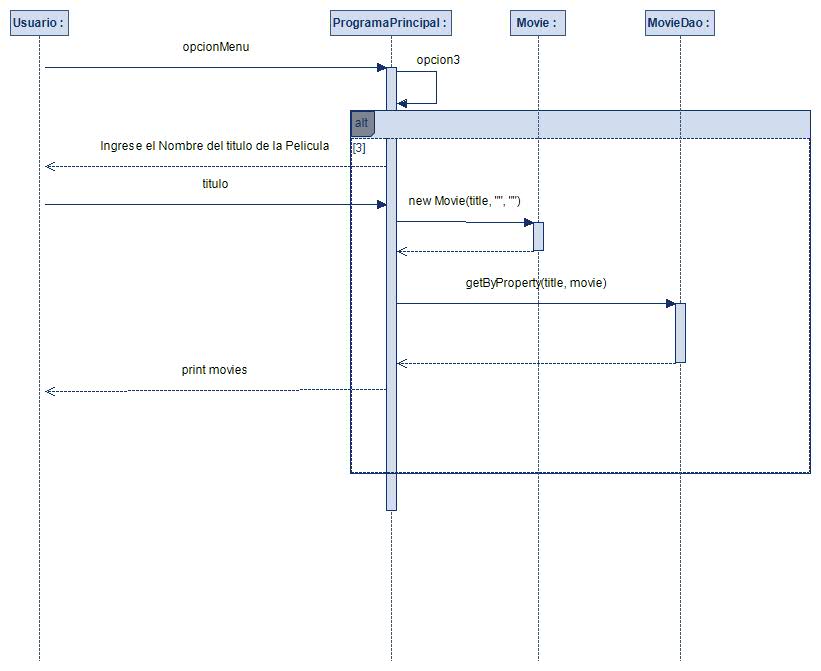 Usuario :
ProgramaPrincipal :
Movie :
MovieDao :
opcionMenu
opcion3
alt
[3]
Ingrese el Nombre del titulo de la Pelicula
titulo
new Movie(title, "", "")
getByProperty(title, movie)
print movies